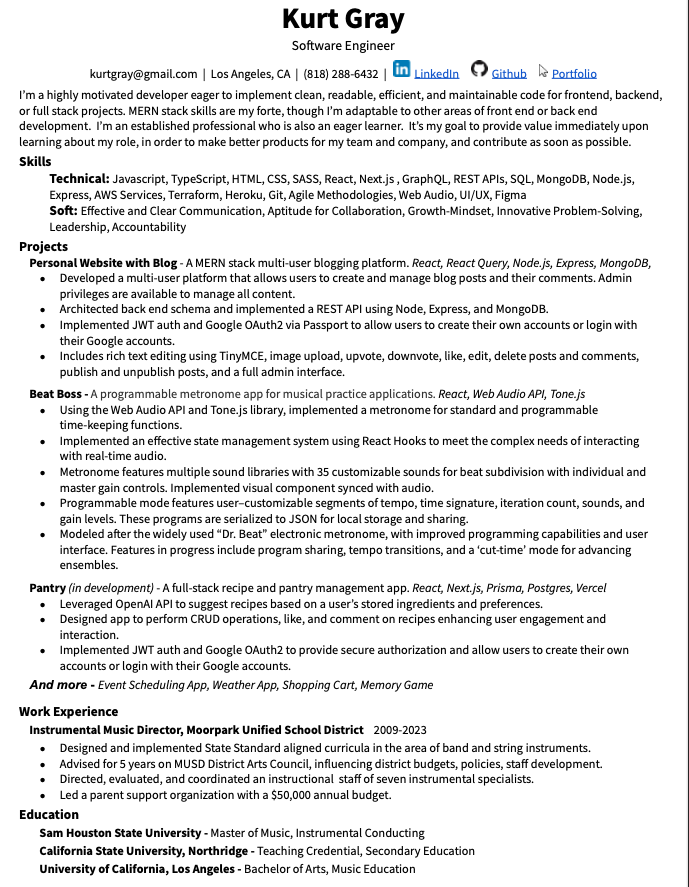 Kurt Gray
Software Engineer
kurtgray@gmail.com | Los Angeles, CA | (818) 288-6432 | LinkedIn Github Portfolio
I'm a highly motivated developer eager to implement clean, readable, efficient, and maintainable code for frontend, backend,
or full stack projects. MERN stack skills are my forte, though I'm adaptable to other areas of front end or back end
development. I'm an established professional who is also an eager learner. It's my goal to provide value immediately upon
learning about my role, in order to make better products for my team and company, and contribute as soon as possible.
Skills
Technical: Javascript, TypeScript, HTML, CSS, SASS, React, Next.js , GraphQL, REST APIs, SQL, MongoDB, Node.js,
Express, AWS Services, Terraform, Heroku, Git, Agile Methodologies, Web Audio, UI/UX, Figma
Soft: Effective and Clear Communication, Aptitude for Collaboration, Growth-Mindset, Innovative Problem-Solving,
Leadership, Accountability
Projects
Personal Website with Blog - A MERN stack multi-user blogging platform. React, React Query, Node.js, Express, MongoDB,
● Developed a multi-user platform that allows users to create and manage blog posts and their comments. Admin
privileges are available to manage all content.
● Architected back end schema and implemented a REST API using Node, Express, and MongoDB.
● Implemented JWT auth and Google OAuth2 via Passport to allow users to create their own accounts or login with
their Google accounts.
● Includes rich text editing using TinyMCE, image upload, upvote, downvote, like, edit, delete posts and comments,
publish and unpublish posts, and a full admin interface.
Beat Boss - A programmable metronome app for musical practice applications. React, Web Audio API, Tone.js
● Using the Web Audio API and Tone.js library, implemented a metronome for standard and programmable
time-keeping functions.
● Implemented an effective state management system using React Hooks to meet the complex needs of interacting
with real-time audio.
● Metronome features multiple sound libraries with 35 customizable sounds for beat subdivision with individual and
master gain controls. Implemented visual component synced with audio.
● Programmable mode features user–customizable segments of tempo, time signature, iteration count, sounds, and
gain levels. These programs are serialized to JSON for local storage and sharing.
● Modeled after the widely used “Dr. Beat” electronic metronome, with improved programming capabilities and user
interface. Features in progress include program sharing, tempo transitions, and a ‘cut-time’ mode for advancing
ensembles.
Pantry (in development) - A full-stack recipe and pantry management app. React, Next.js, Prisma, Postgres, Vercel
● Leveraged OpenAI API to suggest recipes based on a user's stored ingredients and preferences.
● Designed app to perform CRUD operations, like, and comment on recipes enhancing user engagement and
interaction.
● Implemented JWT auth and Google OAuth2 to provide secure authorization and allow users to create their own
accounts or login with their Google accounts.
And more - Event Scheduling App, Weather App, Shopping Cart, Memory Game
Work Experience
Instrumental Music Director, Moorpark Unified School District 2009-2023
● Designed and implemented State Standard aligned curricula in the area of band and string instruments.
● Advised for 5 years on MUSD District Arts Council, influencing district budgets, policies, staff development.
● Directed, evaluated, and coordinated an instructional staff of seven instrumental specialists.
● Led a parent support organization with a $50,000 annual budget.
Education
Sam Houston State University - Master of Music, Instrumental Conducting
California State University, Northridge - Teaching Credential, Secondary Education
University of California, Los Angeles - Bachelor of Arts, Music Education